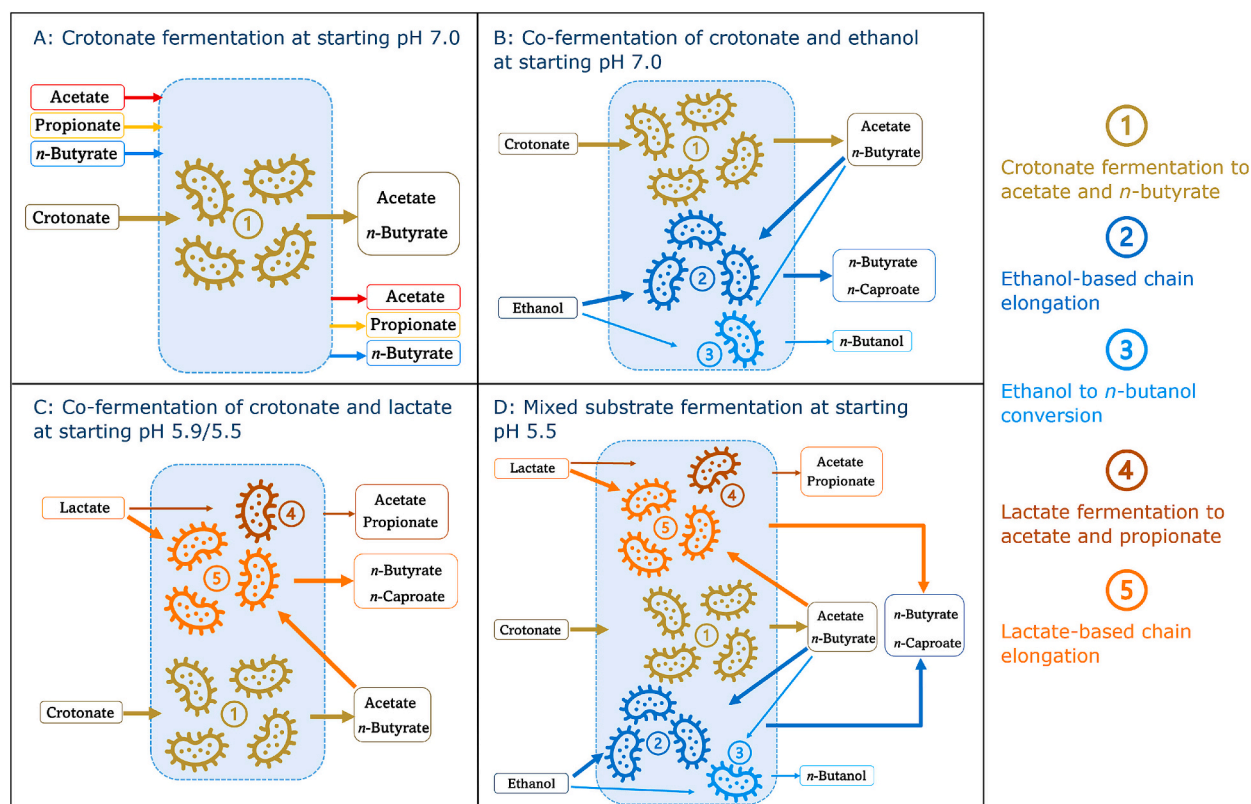 A: Crotonate fermentation at starting pH 7.0
Acetate
Propionate
n-Butyrate
Crotonate
1
Acetate
n-Butyrate
Acetate
Propionate
n-Butyrate
B: Co-fermentation of crotonate and ethanol
at starting pH 7.0
Crotonate
1
Acetate
n-Butyrate
2
n-Butyrate
n-Caproate
Ethanol
3
n-Butanol
C: Co-fermentation of crotonate and lactate
at starting pH 5.9/5.5
Lactate
4
Acetate
Propionate
5
n-Butyrate
n-Caproate
Crotonate
1
Acetate
n-Butyrate
D: Mixed substrate fermentation at starting
pH 5.5
Lactate
4
Acetate
Propionate
5
Crotonate
1
Acetate
n-Butyrate
n-Butyrate
n-Caproate
2
3
Ethanol
n-Butanol
1
Crotonate fermentation to
acetate and n-butyrate
2
Ethanol-based chain
elongation
3
Ethanol to n-butanol
conversion
4
Lactate fermentation to
acetate and propionate
5
Lactate-based chain
elongation